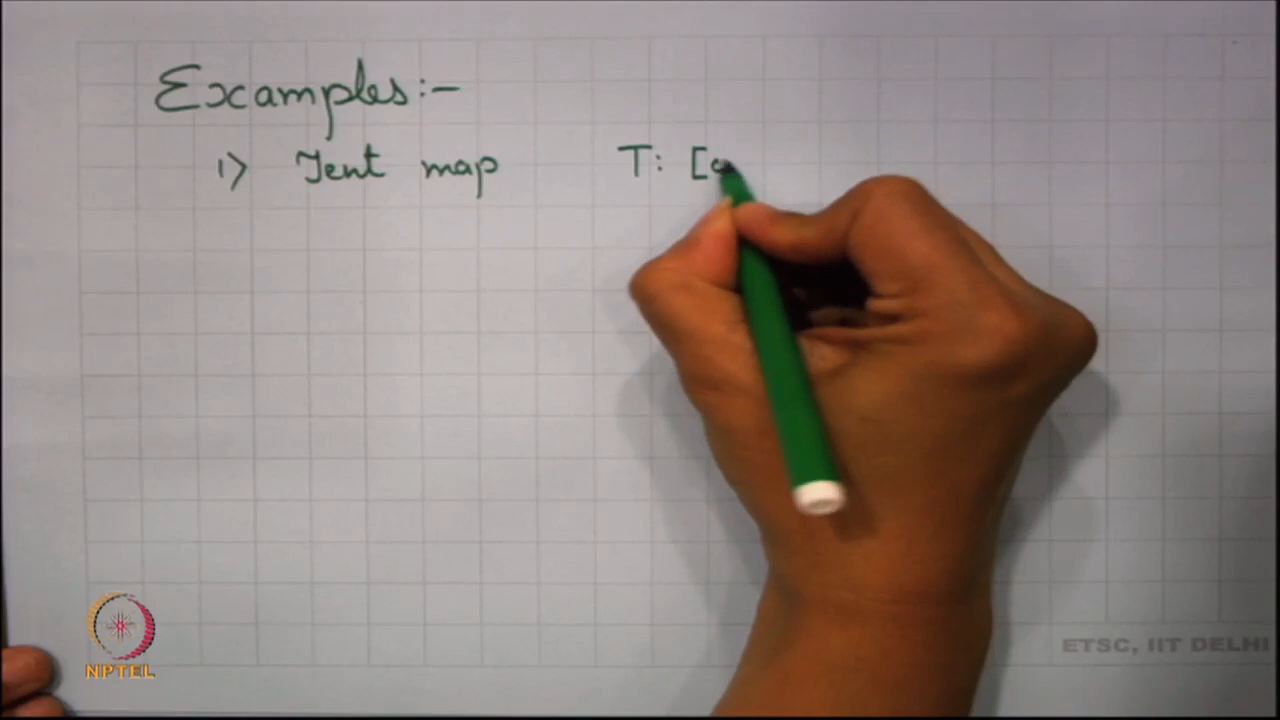 Examples:-
1) Tent map T: [
NPTEL
ETSC, IIT DELHI